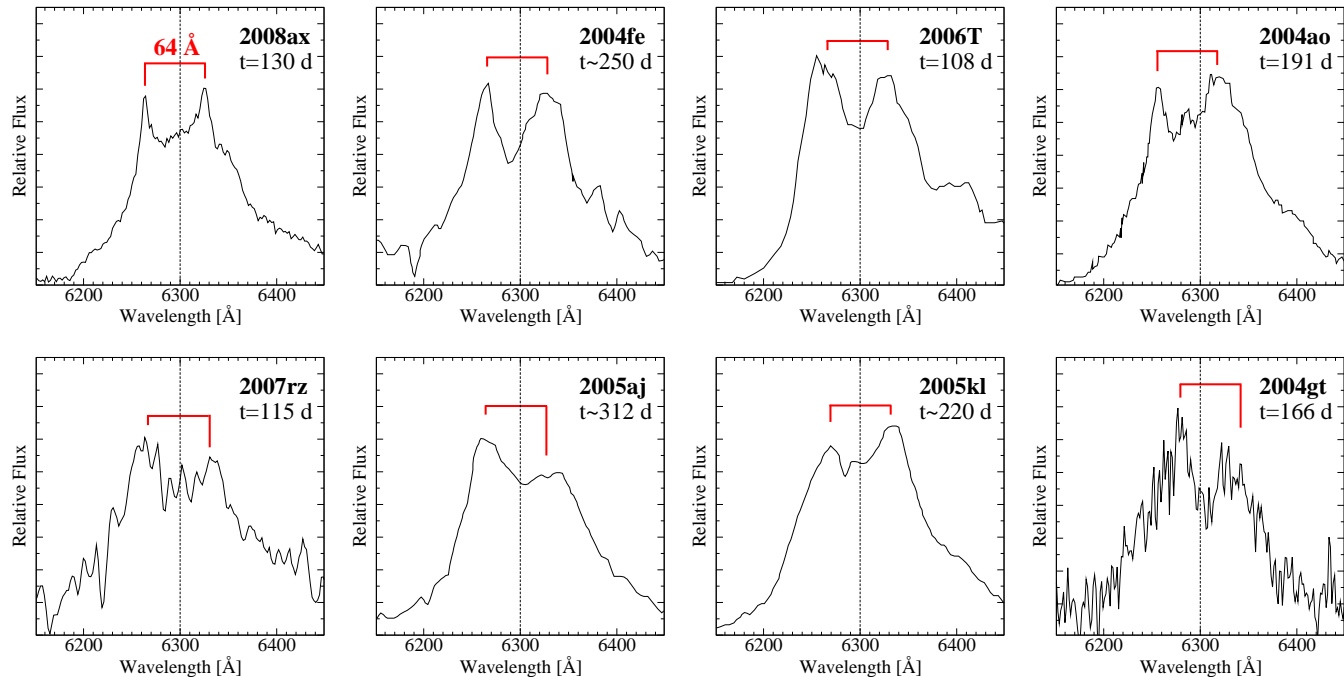 2008ax
t=130 d
64 Å
Relative Flux
6200 6300 6400
Wavelength [Å]
2004fe
t~250 d
Relative Flux
6200 6300 6400
Wavelength [Å]
2006T
t=108 d
Relative Flux
6200 6300 6400
Wavelength [Å]
2004ao
t=191 d
Relative Flux
6200 6300 6400
Wavelength [Å]
2007rz
t=115 d
Relative Flux
6200 6300 6400
Wavelength [Å]
2005aj
t~312 d
Relative Flux
6200 6300 6400
Wavelength [Å]
2005kl
t~220 d
Relative Flux
6200 6300 6400
Wavelength [Å]
2004gt
t=166 d
Relative Flux
6200 6300 6400
Wavelength [Å]